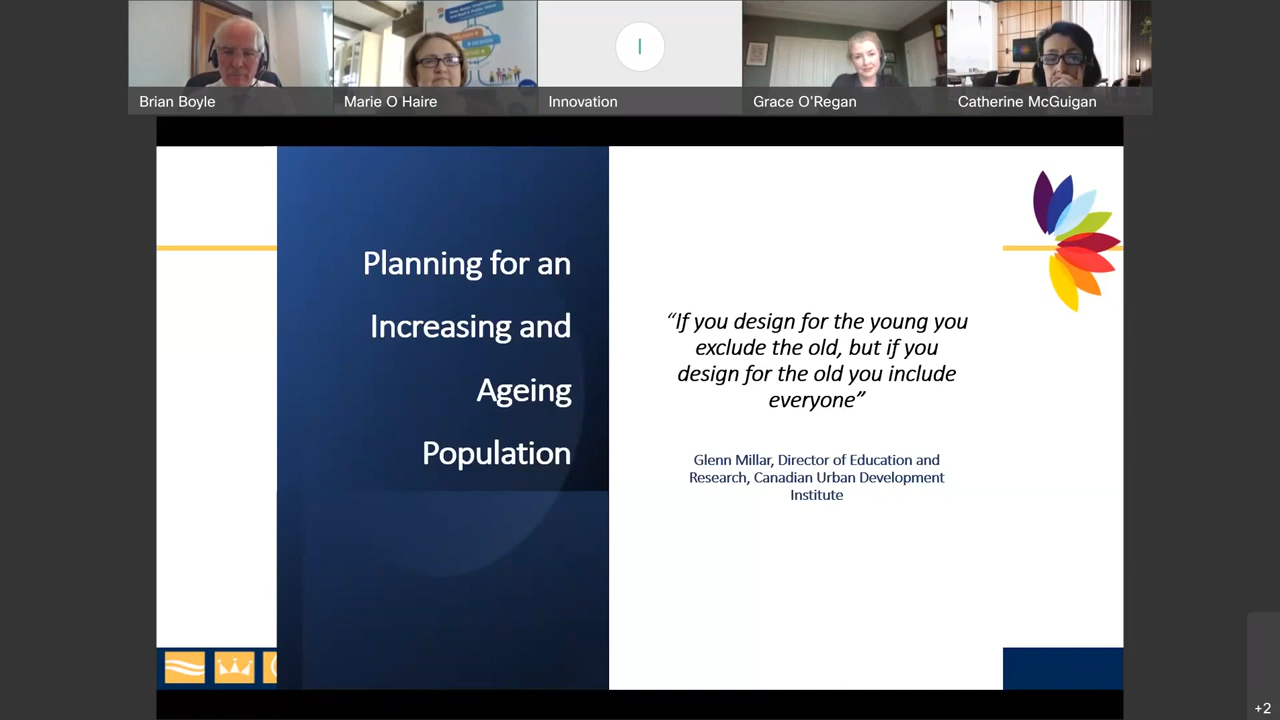 Brian Boyle
Marie O Haire
I
Innovation
Grace O'Regan
Catherine McGuigan
Planning for an
Increasing and
Ageing
Population
“If you design for the young you
exclude the old, but if you
design for the old you include
everyone”
Glenn Millar, Director of Education and
Research, Canadian Urban Development
Institute
+2